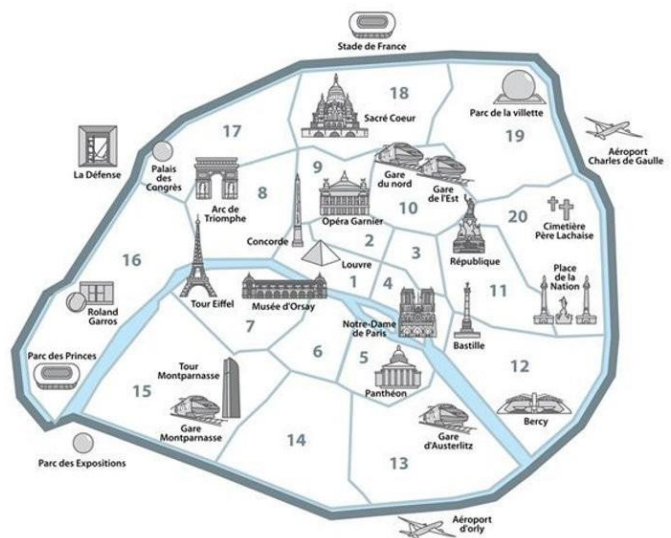 Stade de France
18
Sacré Coeur
Parc de la villette
19
Aéroport
Charles de Gaulle
17
La Défense
Palais
des
Congrès
Arc de
Triomphe
8
9
Opéra Garnier
Gare
du nord
Gare
de l'Est
10
20
Cimetière
Père Lachaise
Concorde
2
3
République
16
Louvre
1
4
11
Place
de la
Nation
Roland
Garros
Tour Eiffel
Musée d'Orsay
7
Notre-Dame
de Paris
Bastille
6
5
Panthéon
12
Parc des Princes
Tour
Montparnasse
15
Gare
Montparnasse
Bercy
14
13
Gare
d'Austerlitz
Parc des Expositions
Aéroport
d'orly